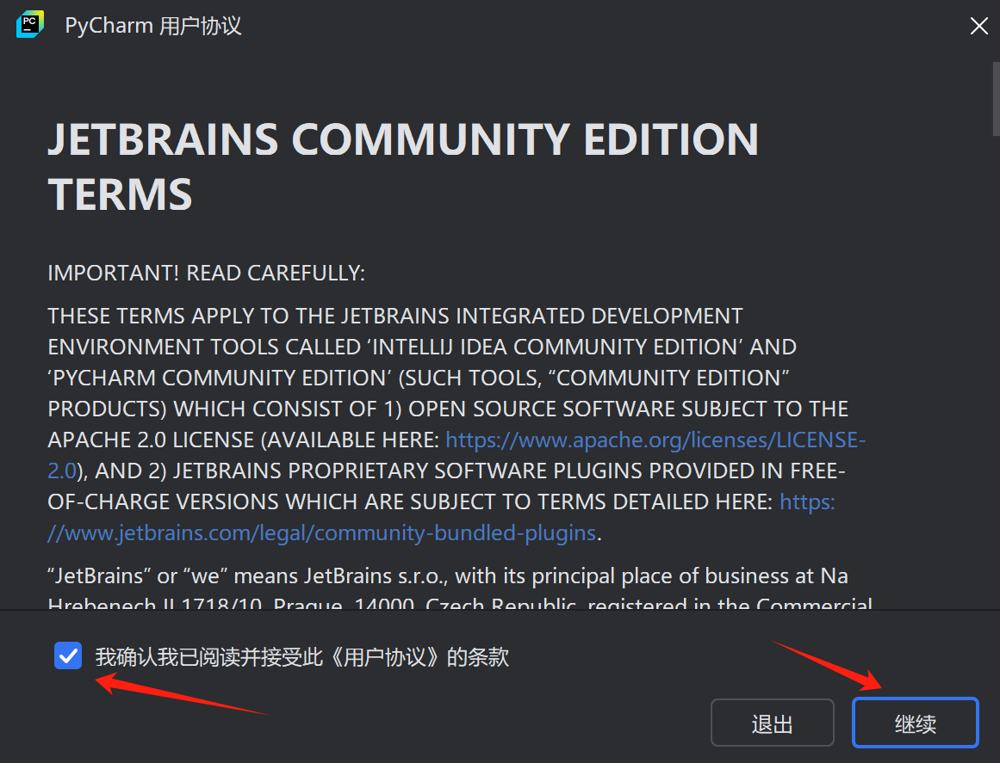 PC
PyCharm 用户协议
JETBRAINS COMMUNITY EDITION
TERMS
IMPORTANT! READ CAREFULLY:
THESE TERMS APPLY TO THE JETBRAINS INTEGRATED DEVELOPMENT
ENVIRONMENT TOOLS CALLED ‘INTELLIJ IDEA COMMUNITY EDITION’ AND
‘PYCHARM COMMUNITY EDITION’ (SUCH TOOLS, “COMMUNITY EDITION”
PRODUCTS) WHICH CONSIST OF 1) OPEN SOURCE SOFTWARE SUBJECT TO THE
APACHE 2.0 LICENSE (AVAILABLE HERE: https://www.apache.org/licenses/LICENSE-
2.0), AND 2) JETBRAINS PROPRIETARY SOFTWARE PLUGINS PROVIDED IN FREE-
OF-CHARGE VERSIONS WHICH ARE SUBJECT TO TERMS DETAILED HERE: https:
//www.jetbrains.com/legal/community-bundled-plugins.
“JetBrains” or “we” means JetBrains s.r.o., with its principal place of business at Na
Hrebenech II 1718/10, Prague, 14000, Czech Republic, registered in the Commercial
我确认我已阅读并接受此《用户协议》的条款
退出
继续